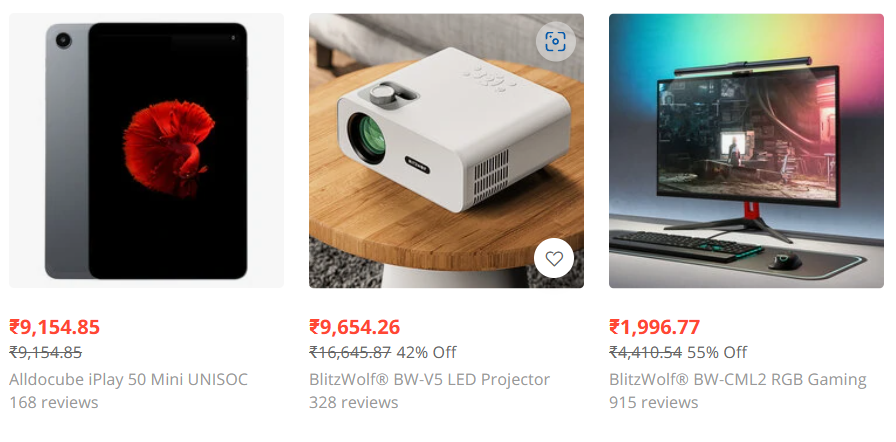 ₹9,154.85
₹9,154.85
Alldocube iPlay 50 Mini UNISOC
168 reviews
₹9,654.26
₹16,645.87 42% Off
BlitzWolf® BW-V5 LED Projector
328 reviews
₹1,996.77
₹4,410.54 55% Off
BlitzWolf® BW-CML2 RGB Gaming
915 reviews